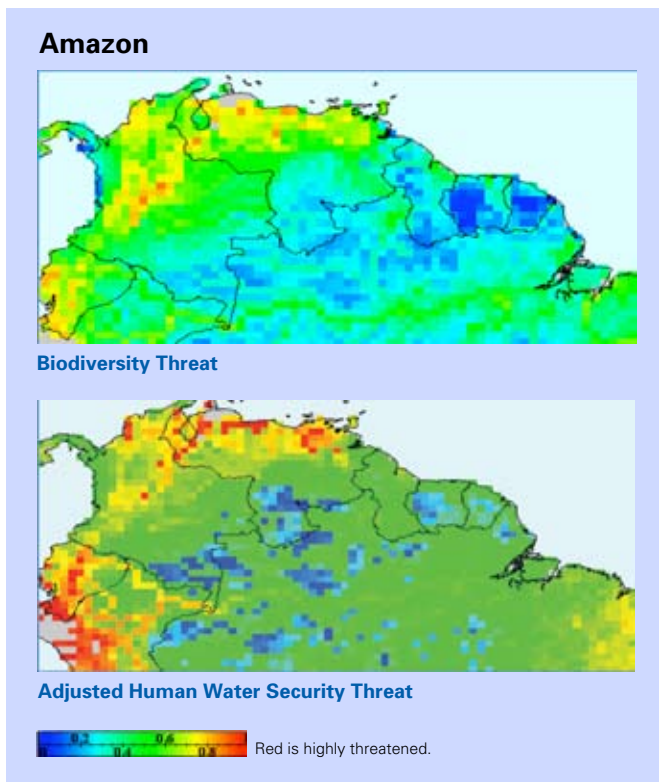 Amazon
Biodiversity Threat
Adjusted Human Water Security Threat
0 0,2 0,4 0,6 0,8
Red is highly threatened.